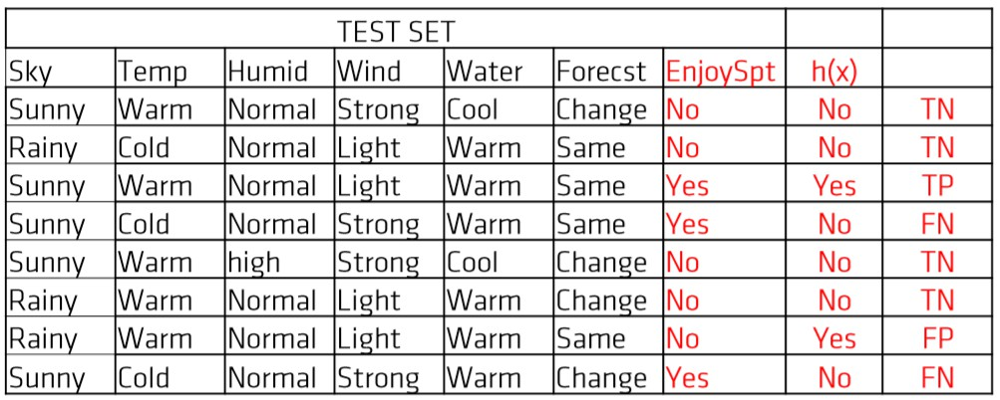 TEST SET
Sky Temp Humid Wind Water Forecst EnjoySpt h(x)
Sunny Warm Normal Strong Cool Change No No TN
Rainy Cold Normal Light Warm Same No No TN
Sunny Warm Normal Light Warm Same Yes Yes TP
Sunny Cold Normal Strong Warm Same Yes No FN
Sunny Warm high Strong Cool Change No No TN
Rainy Warm Normal Light Warm Change No No TN
Rainy Warm Normal Light Warm Same No Yes FP
Sunny Cold Normal Strong Warm Change Yes No FN